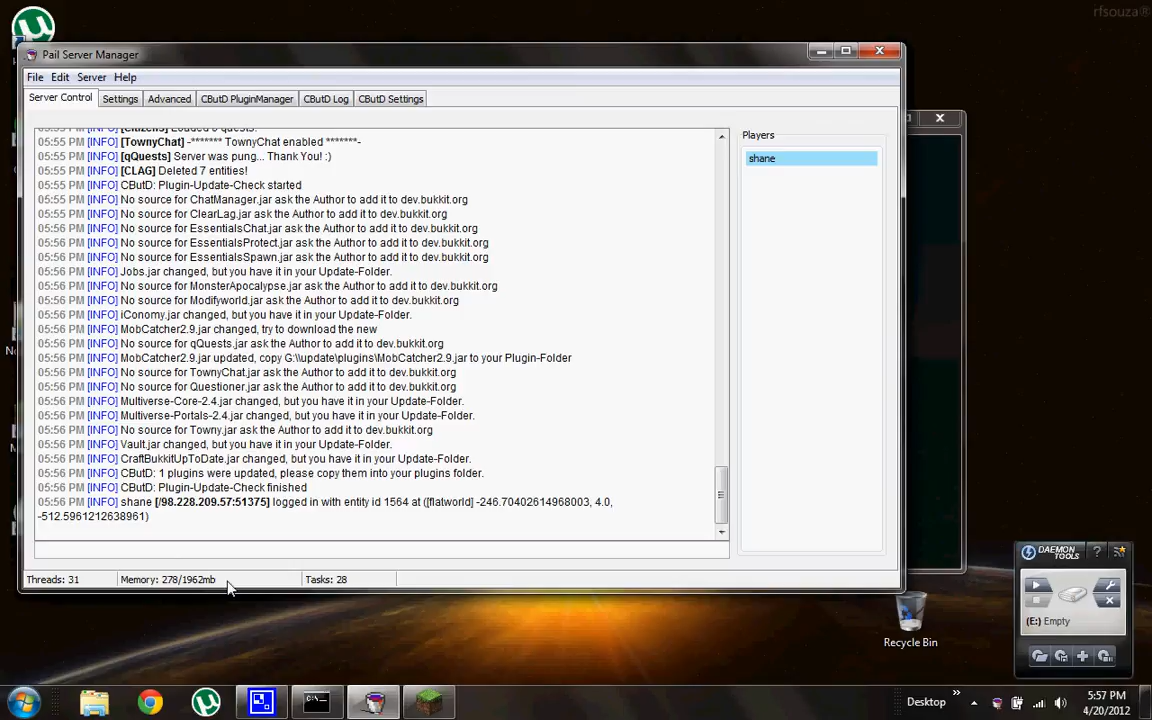 rfsouza®
Pail Server Manager
File Edit Server Help
Server Control Settings Advanced CButD PluginManager CButD Log CButD Settings
Players
shane
05:55 PM [INFO] [Citizens] Loaded 0 quests.
05:55 PM [INFO] [TownyChat] -******* TownyChat enabled *******-
05:55 PM [INFO] [qQuests] Server was pung... Thank You! :)
05:55 PM [INFO] [CLAG] Deleted 7 entities!
05:55 PM [INFO] CButD: Plugin-Update-Check started
05:56 PM [INFO] No source for ChatManager.jar ask the Author to add it to dev.bukkit.org
05:56 PM [INFO] No source for ClearLag.jar ask the Author to add it to dev.bukkit.org
05:56 PM [INFO] No source for EssentialsChat.jar ask the Author to add it to dev.bukkit.org
05:56 PM [INFO] No source for EssentialsProtect.jar ask the Author to add it to dev.bukkit.org
05:56 PM [INFO] No source for EssentialsSpawn.jar ask the Author to add it to dev.bukkit.org
05:56 PM [INFO] Jobs.jar changed, but you have it in your Update-Folder.
05:56 PM [INFO] No source for MonsterApocalypse.jar ask the Author to add it to dev.bukkit.org
05:56 PM [INFO] No source for Modifyworld.jar ask the Author to add it to dev.bukkit.org
05:56 PM [INFO] iConomy.jar changed, but you have it in your Update-Folder.
05:56 PM [INFO] MobCatcher2.9.jar changed, try to download the new
05:56 PM [INFO] No source for qQuests.jar ask the Author to add it to dev.bukkit.org
05:56 PM [INFO] MobCatcher2.9.jar updated, copy G:\\update\plugins\MobCatcher2.9.jar to your Plugin-Folder
05:56 PM [INFO] No source for TownyChat.jar ask the Author to add it to dev.bukkit.org
05:56 PM [INFO] No source for Questioner.jar ask the Author to add it to dev.bukkit.org
05:56 PM [INFO] Multiverse-Core-2.4.jar changed, but you have it in your Update-Folder.
05:56 PM [INFO] Multiverse-Portals-2.4.jar changed, but you have it in your Update-Folder.
05:56 PM [INFO] No source for Towny.jar ask the Author to add it to dev.bukkit.org
05:56 PM [INFO] Vault.jar changed, but you have it in your Update-Folder.
05:56 PM [INFO] CraftBukkitUpToDate.jar changed, but you have it in your Update-Folder.
05:56 PM [INFO] CButD: 1 plugins were updated, please copy them into your plugins folder.
05:56 PM [INFO] CButD: Plugin-Update-Check finished
05:56 PM [INFO] shane [/98.228.209.57:51375] logged in with entity id 1564 at ([flatworld] -246.70402614968003, 4.0,
-512.5961212638961)
Threads: 31 Memory: 278/1962mb Tasks: 28
DAEMON TOOLS
(E:) Empty
Recycle Bin
Desktop
5:57 PM
4/20/2012